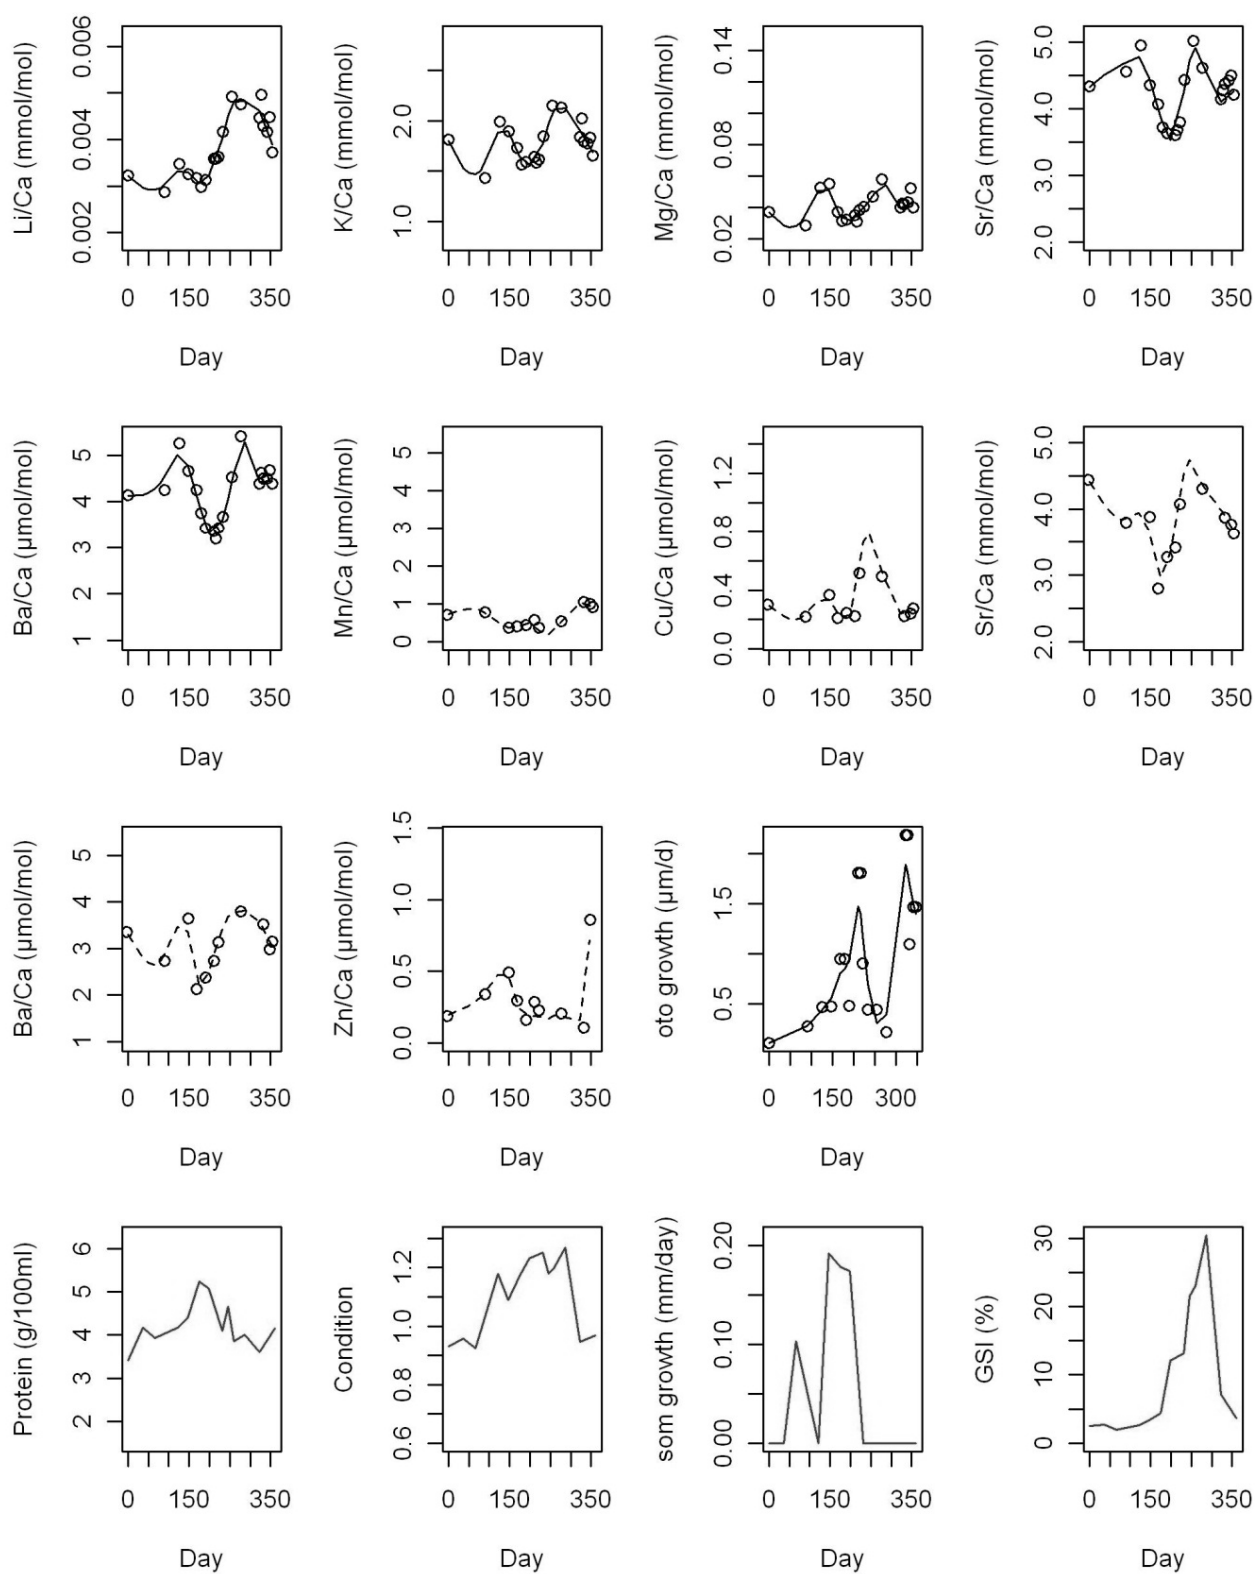 Li/Ca (mmol/mol)
0.002 0.004 0.006
0 150 350
Day
K/Ca (mmol/mol)
1.0 2.0
0 150 350
Day
Mg/Ca (mmol/mol)
0.02 0.08 0.14
0 150 350
Day
Sr/Ca (mmol/mol)
2.0 3.0 4.0 5.0
0 150 350
Day
Ba/Ca (µmol/mol)
1 2 3 4 5
0 150 350
Day
Mn/Ca (µmol/mol)
0 1 2 3 4 5
0 150 350
Day
Cu/Ca (µmol/mol)
0.0 0.4 0.8 1.2
0 150 350
Day
Sr/Ca (mmol/mol)
2.0 3.0 4.0 5.0
0 150 350
Day
Ba/Ca (µmol/mol)
1 2 3 4 5
0 150 350
Day
Zn/Ca (µmol/mol)
0.0 0.5 1.0 1.5
0 150 350
Day
oto growth (µm/d)
0.5 1.5
0 150 300
Day
Protein (g/100ml)
2 3 4 5 6
0 150 350
Day
Condition
0.6 0.8 1.0 1.2
0 150 350
Day
som growth (mm/day)
0.00 0.10 0.20
0 150 350
Day
GSI (%)
0 10 20 30
0 150 350
Day